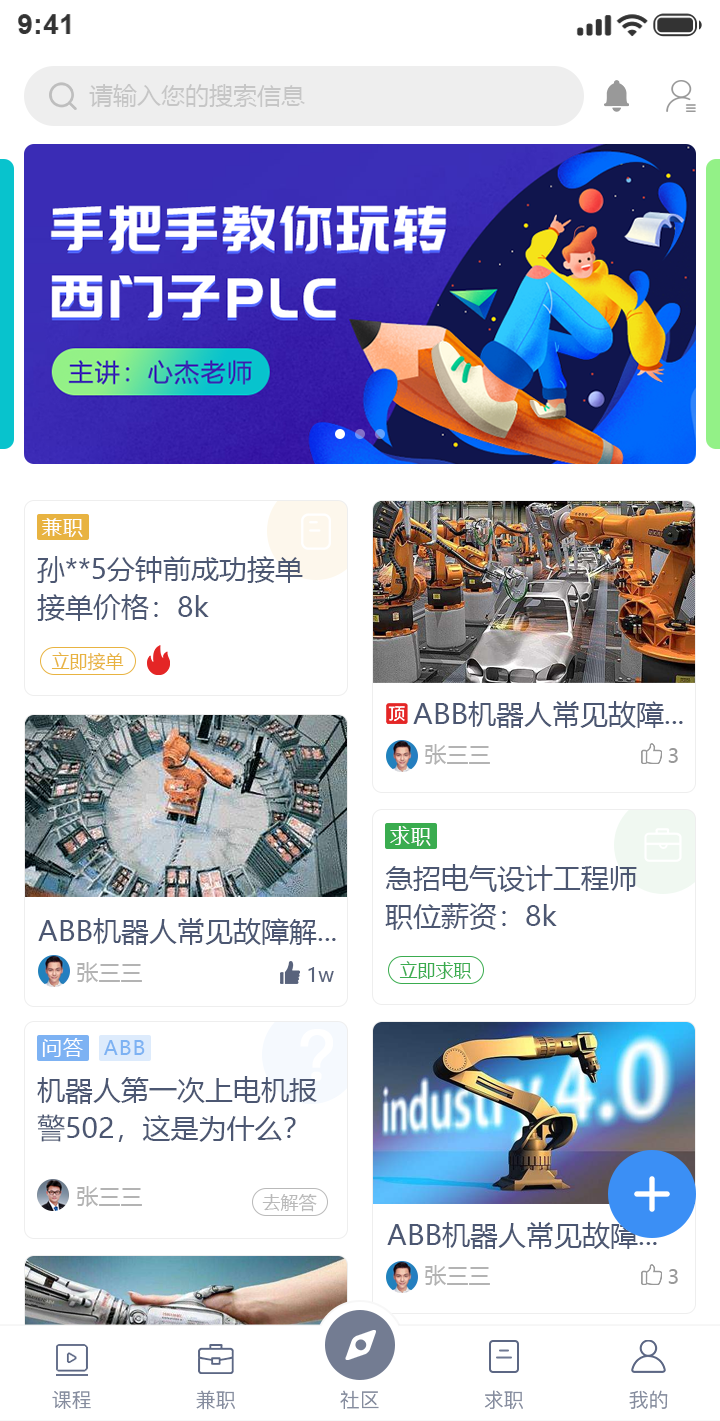 9:41
请输入您的搜索信息
手把手教你玩转
西门子PLC
主讲：心杰老师
兼职
孙**5分钟前成功接单
接单价格：8k
立即接单
顶 ABB机器人常见故障...
张三三
3
ABB机器人常见故障解...
张三三
1w
求职
急招电气设计工程师
职位薪资：8k
立即求职
问答 ABB
机器人第一次上电机报
警502，这是为什么？
张三三
去解答
industry 4.0
ABB机器人常见故障...
张三三
3
课程
兼职
社区
求职
我的